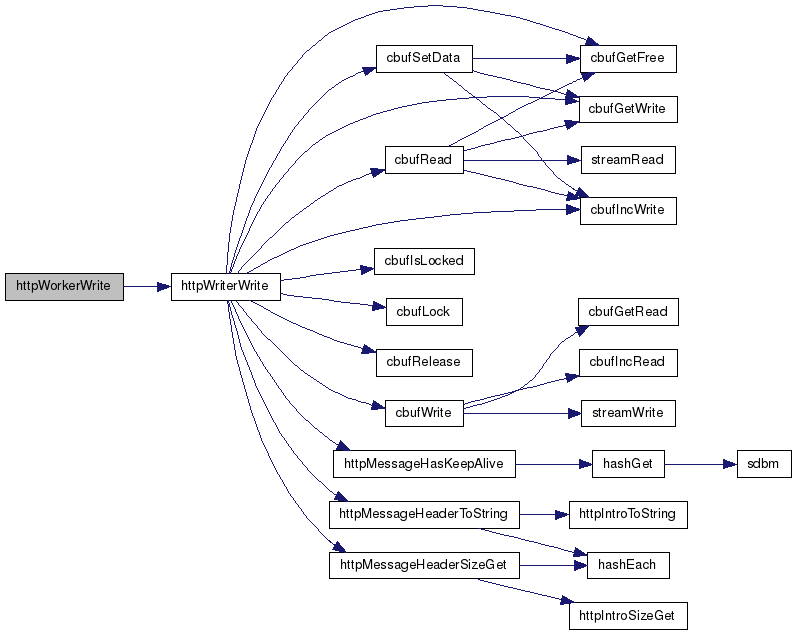 cbufSetData
cbufGetFree
cbufGetWrite
cbufRead
streamRead
cbufIncWrite
cbufIsLocked
httpWorkerWrite
httpWriterWrite
cbufLock
cbufGetRead
cbufRelease
cbufIncRead
cbufWrite
streamWrite
httpMessageHasKeepAlive
hashGet
sdbm
httpMessageHeaderToString
httpIntroToString
httpMessageHeaderSizeGet
hashEach
httpIntroSizeGet